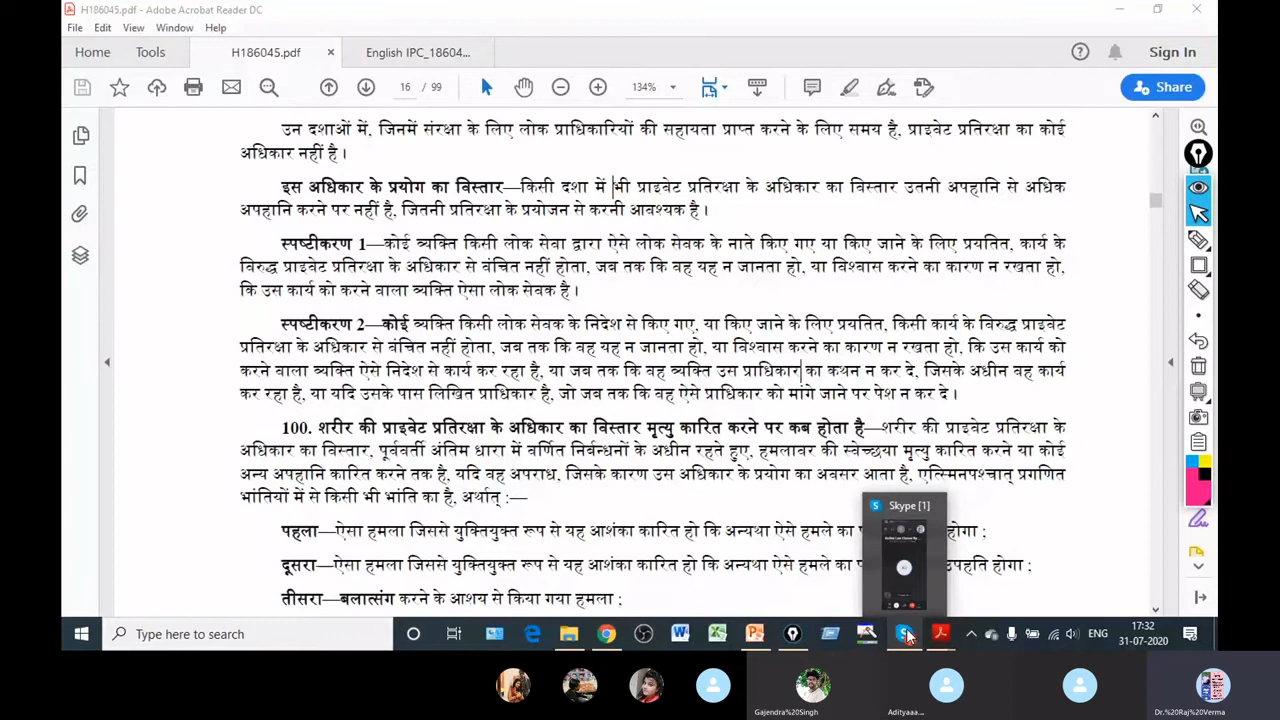 H186045.pdf - Adobe Acrobat Reader DC
File Edit View Window Help
Home Tools H186045.pdf × English IPC_18604... Sign In
16 / 99 134% Share
उन दशाओं में, जिनमें संरक्षा के लिए लोक प्राधिकारियों की सहायता प्राप्त करने के लिए समय है, प्राइवेट प्रतिरक्षा का कोई
अधिकार नहीं है ।
इस अधिकार के प्रयोग का विस्तार—किसी दशा में भी प्राइवेट प्रतिरक्षा के अधिकार का विस्तार उतनी अपहानि से अधिक
अपहानि करने पर नहीं है, जितनी प्रतिरक्षा के प्रयोजन से करनी आवश्यक है ।
स्पष्टीकरण 1—कोई व्यक्ति किसी लोक सेवा द्वारा ऐसे लोक सेवक के नाते किए गए या किए जाने के लिए प्रयतित, कार्य के
विरुद्ध प्राइवेट प्रतिरक्षा के अधिकार से वंचित नहीं होता, जब तक कि वह यह न जानता हो, या विश्वास करने का कारण न रखता हो,
कि उस कार्य को करने वाला व्यक्ति ऐसा लोक सेवक है ।
स्पष्टीकरण 2—कोई व्यक्ति किसी लोक सेवक के निदेश से किए गए, या किए जाने के लिए प्रयतित, किसी कार्य के विरुद्ध प्राइवेट
प्रतिरक्षा के अधिकार से वंचित नहीं होता, जब तक कि वह यह न जानता हो, या विश्वास करने का कारण न रखता हो, कि उस कार्य को
करने वाला व्यक्ति ऐसे निदेश से कार्य कर रहा है, या जब तक कि वह व्यक्ति उस प्राधिकार का कथन न कर दे, जिसके अधीन वह कार्य
कर रहा है, या यदि उसके पास लिखित प्राधिकार है, जो जब तक कि वह ऐसे प्राधिकार को मांगे जाने पर पेश न कर दे ।
100. शरीर की प्राइवेट प्रतिरक्षा के अधिकार का विस्तार मृत्यु कारित करने पर कब होता है—शरीर की प्राइवेट प्रतिरक्षा के
अधिकार का विस्तार, पूर्ववर्ती अंतिम धारा में वर्णित निर्बन्धनों के अधीन रहते हुए, हमलावर की स्वेच्छया मृत्यु कारित करने या कोई
अन्य अपहानि कारित करने तक है, यदि वह अपराध, जिसके कारण उस अधिकार के प्रयोग का अवसर आता है, एतस्मिनपश्चात् प्रगणित
भांतियों में से किसी भी भांति का है, अर्थात् :—
पहला—ऐसा हमला जिससे युक्तियुक्त रूप से यह आशंका कारित हो कि अन्यथा ऐसे हमले का होगा ;
दूसरा—ऐसा हमला जिससे युक्तियुक्त रूप से यह आशंका कारित हो कि अन्यथा ऐसे हमले का उपहति होगा ;
तीसरा—बलात्संग करने के आशय से किया गया हमला ;
Skype [1]
Type here to search ENG 17:32
31-07-2020
Gajendra%20Singh Adityaaa... Dr.%20Raj%20Verma